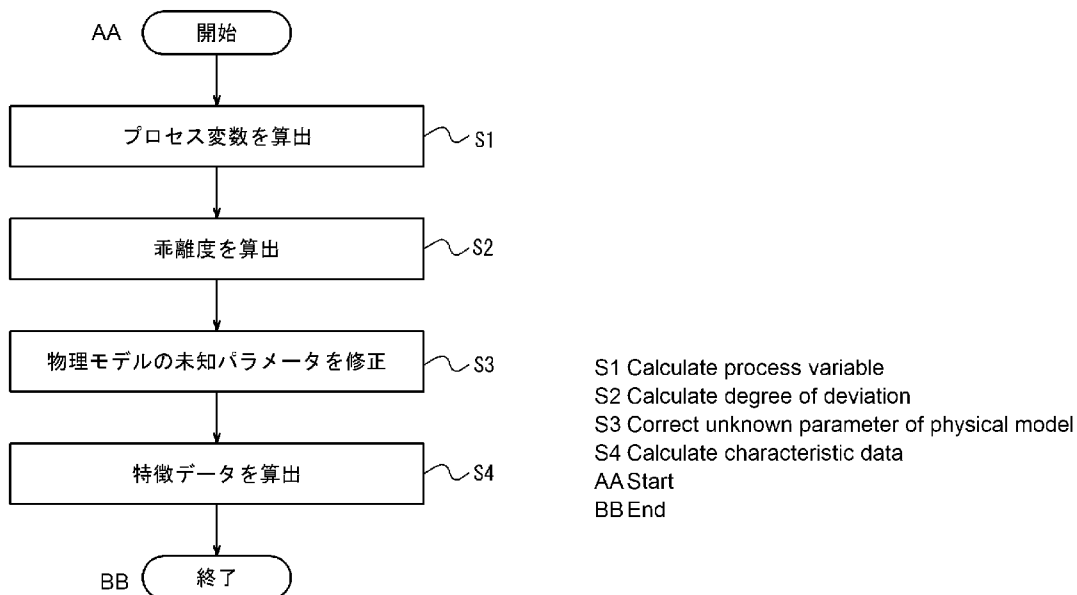 AA 開始
プロセス変数を算出 S1
乖離度を算出 S2
物理モデルの未知パラメータを修正 S3
特徴データを算出 S4
BB 終了
S1 Calculate process variable
S2 Calculate degree of deviation
S3 Correct unknown parameter of physical model
S4 Calculate characteristic data
AA Start
BB End